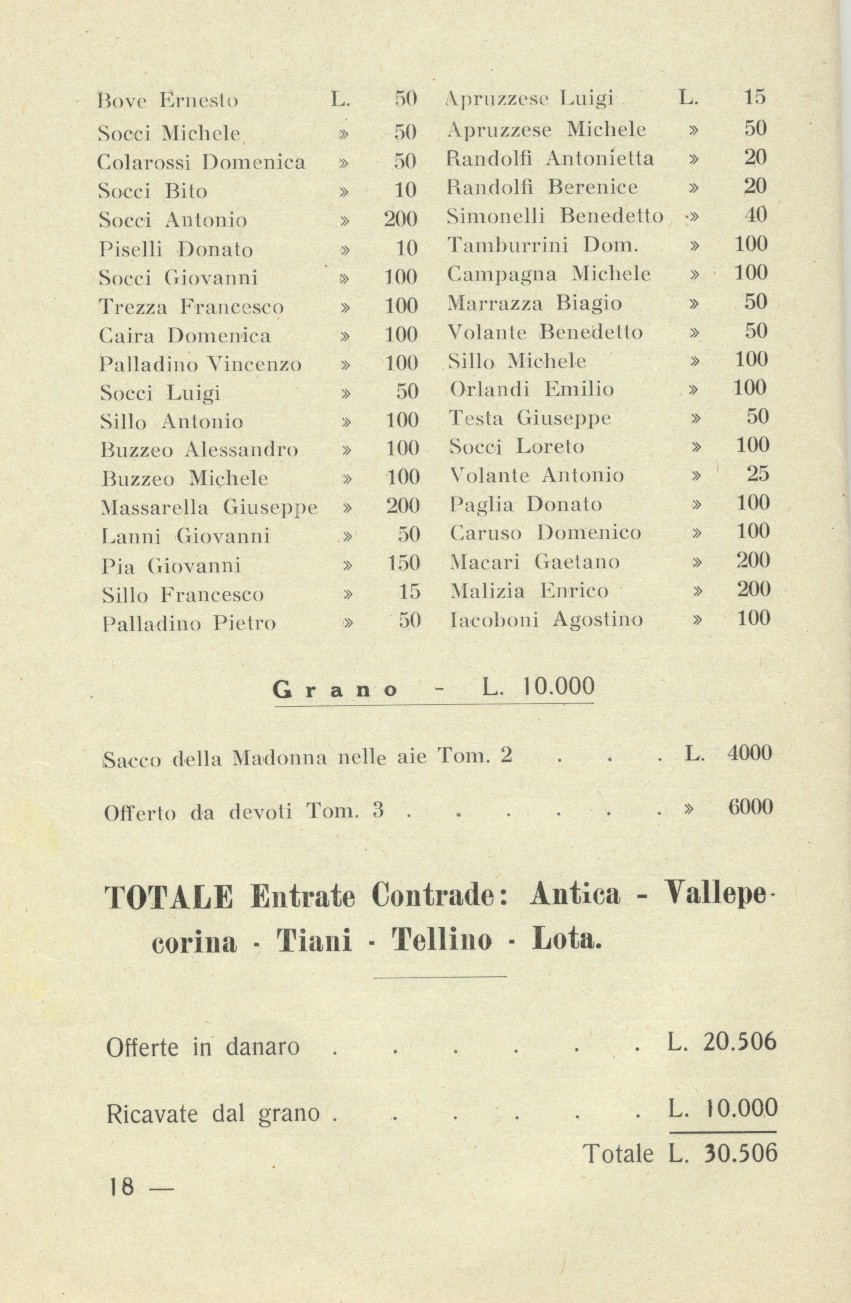 Bove Ernesto L. 50
Socci Michele » 50
Colarossi Domenica » 50
Socci Bito » 10
Socci Antonio » 200
Piselli Donato » 10
Socci Giovanni » 100
Trezza Francesco » 100
Caira Domenica » 100
Palladino Vincenzo » 100
Socci Luigi » 50
Sillo Antonio » 100
Buzzeo Alessandro » 100
Buzzeo Michele » 100
Massarella Giuseppe » 200
Lanni Giovanni » 50
Pia Giovanni » 150
Sillo Francesco » 15
Palladino Pietro » 50
Apruzzese Luigi L. 15
Apruzzese Michele » 50
Randolfi Antonietta » 20
Randolfi Berenice » 20
Simonelli Benedetto » 40
Tamburrini Dom. » 100
Campagna Michele » 100
Marrazza Biagio » 50
Volante Benedetto » 50
Sillo Michele » 100
Orlandi Emilio » 100
Testa Giuseppe » 50
Socci Loreto » 100
Volante Antonio » 25
Paglia Donato » 100
Caruso Domenico » 100
Macari Gaetano » 200
Malizia Enrico » 200
Iacoboni Agostino » 100
Grano - L. 10.000
Sacco della Madonna nelle aie Tom. 2 . . . L. 4000
Offerto da devoti Tom. 3 . . . . . . » 6000
TOTALE Entrate Contrade: Antica - Vallepe-
corina - Tiani - Tellino - Lota.
Offerte in danaro . . . . . . L. 20.506
Ricavate dal grano . . . . . . L. 10.000
Totale L. 30.506
18 —